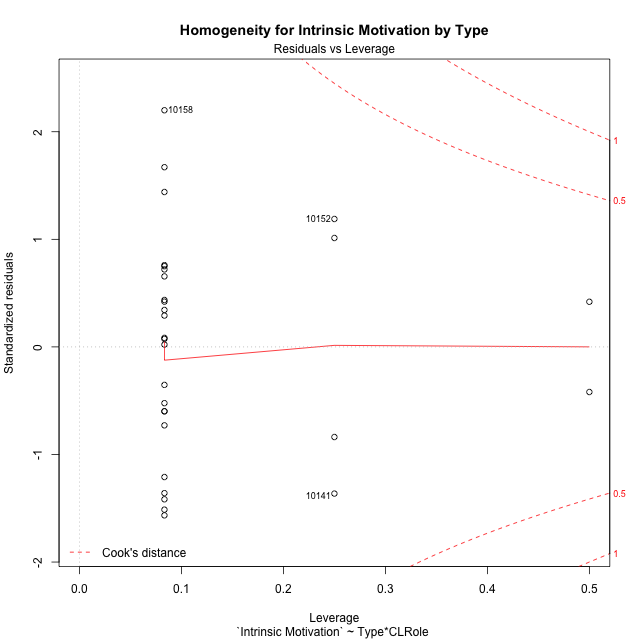 Homogeneity for Intrinsic Motivation by Type
Residuals vs Leverage
Standardized residuals
2
1
0
-1
-2
10158
10152
10141
1
0.5
0.5
1
Cook's distance
0.0 0.1 0.2 0.3 0.4 0.5
Leverage
`Intrinsic Motivation` ~ Type*CLRole